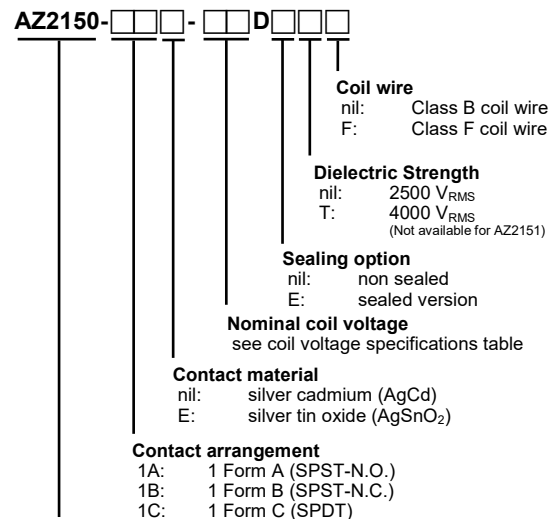 AZ2150-□□□ - □□D□□□
Coil wire
nil: Class B coil wire
F: Class F coil wire
Dielectric Strength
nil: 2500 VRMS
T: 4000 VRMS
(Not available for AZ2151)
Sealing option
nil: non sealed
E: sealed version
Nominal coil voltage
see coil voltage specifications table
Contact material
nil: silver cadmium (AgCd)
E: silver tin oxide (AgSnO2)
Contact arrangement
1A: 1 Form A (SPST-N.O.)
1B: 1 Form B (SPST-N.C.)
1C: 1 Form C (SPDT)